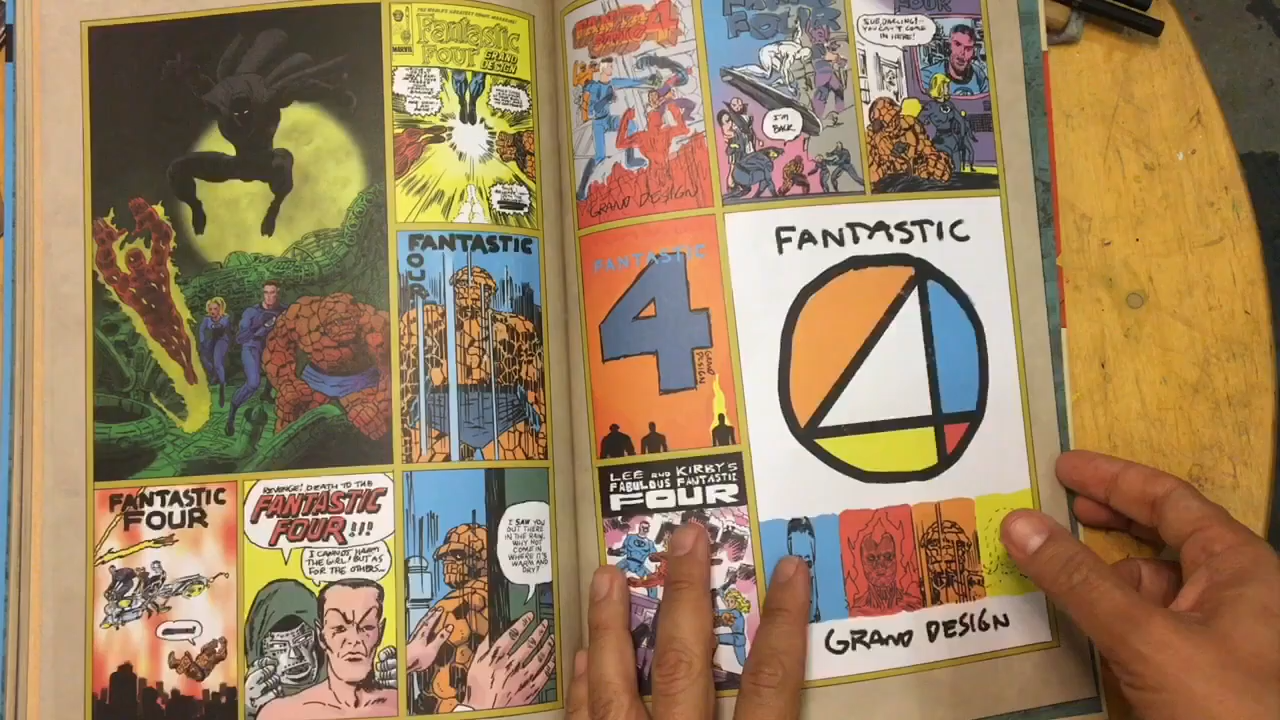 THE WORLD'S GREATEST COMIC MAGAZINE!
Fantastic
Four
GRAND
DESIGN
FANTASTIC
FOUR
FANTASTIC
FOUR
REVENGE! DEATH TO THE
FANTASTIC
FOUR!!!
I CANNOT HARM
THE GIRL! BUT AS
FOR THE OTHERS...
I SAW YOU
OUT THERE
IN THE RAIN.
WHY NOT
COME IN
WHERE IT'S
WARM AND
DRY?
4
GRAND DESIGN
I'M
BACK
FOUR
SUE, DARLING!--
YOU CAN'T COME
IN HERE!
FANTASTIC
4
GRAND
DESIGN
LEE AND KIRBY'S
FABULOUS FANTASTIC
FOUR
FANTASTIC
4
GRAND DESIGN